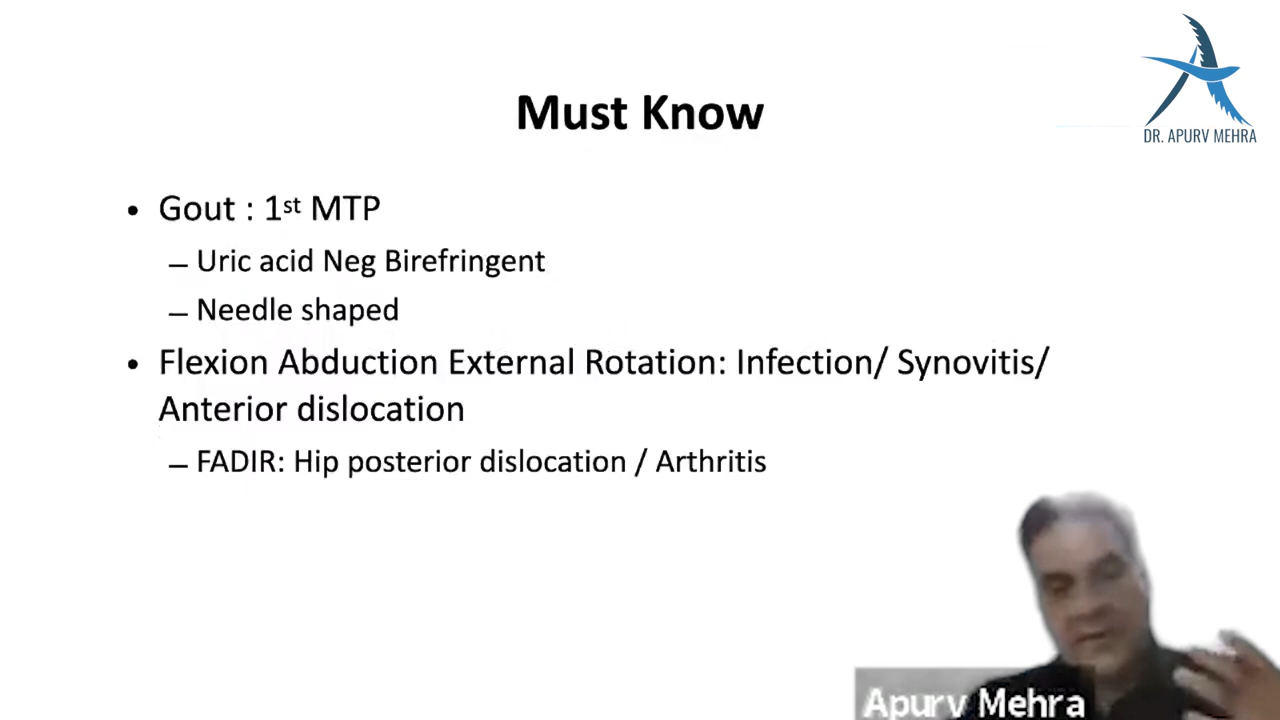 DR. APURV MEHRA
Must Know
• Gout : 1st MTP
– Uric acid Neg Birefringent
– Needle shaped
• Flexion Abduction External Rotation: Infection/ Synovitis/
Anterior dislocation
– FADIR: Hip posterior dislocation / Arthritis
Apurv Mehra